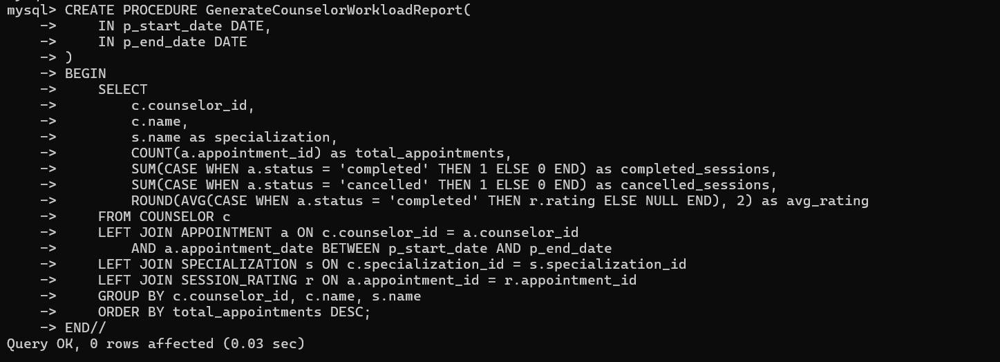 mysql> CREATE PROCEDURE GenerateCounselorWorkloadReport(
    ->     IN p_start_date DATE,
    ->     IN p_end_date DATE
    -> )
    -> BEGIN
    ->     SELECT
    ->         c.counselor_id,
    ->         c.name,
    ->         s.name as specialization,
    ->         COUNT(a.appointment_id) as total_appointments,
    ->         SUM(CASE WHEN a.status = 'completed' THEN 1 ELSE 0 END) as completed_sessions,
    ->         SUM(CASE WHEN a.status = 'cancelled' THEN 1 ELSE 0 END) as cancelled_sessions,
    ->         ROUND(AVG(CASE WHEN a.status = 'completed' THEN r.rating ELSE NULL END), 2) as avg_rating
    ->     FROM COUNSELOR c
    ->     LEFT JOIN APPOINTMENT a ON c.counselor_id = a.counselor_id
    ->         AND a.appointment_date BETWEEN p_start_date AND p_end_date
    ->     LEFT JOIN SPECIALIZATION s ON c.specialization_id = s.specialization_id
    ->     LEFT JOIN SESSION_RATING r ON a.appointment_id = r.appointment_id
    ->     GROUP BY c.counselor_id, c.name, s.name
    ->     ORDER BY total_appointments DESC;
    -> END//
Query OK, 0 rows affected (0.03 sec)